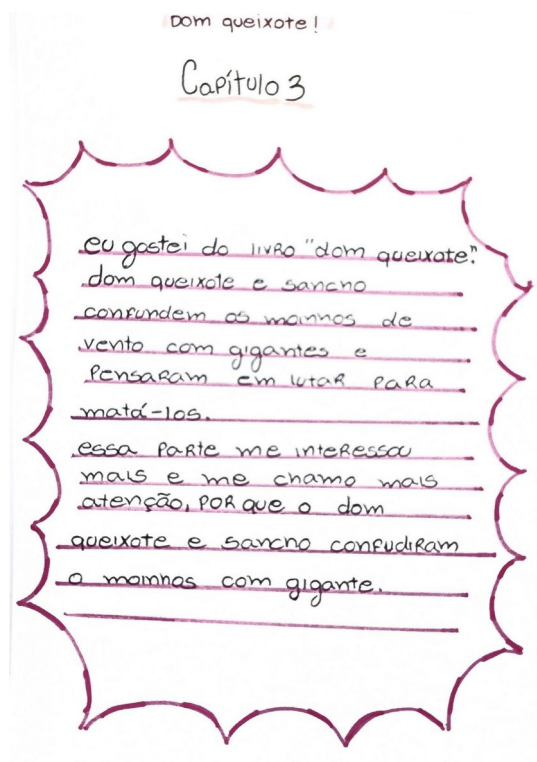 Dom queixote!
Capítulo 3
eu gostei do livro "dom queixote".
dom queixote e sancho
confundem os moinhos de
vento com gigantes e
Pensaram em lutar para
matá-los.
essa parte me interessou
mais e me chamo mais
atenção, por que o dom
queixote e sancho confudiram
o moinhos com gigante.